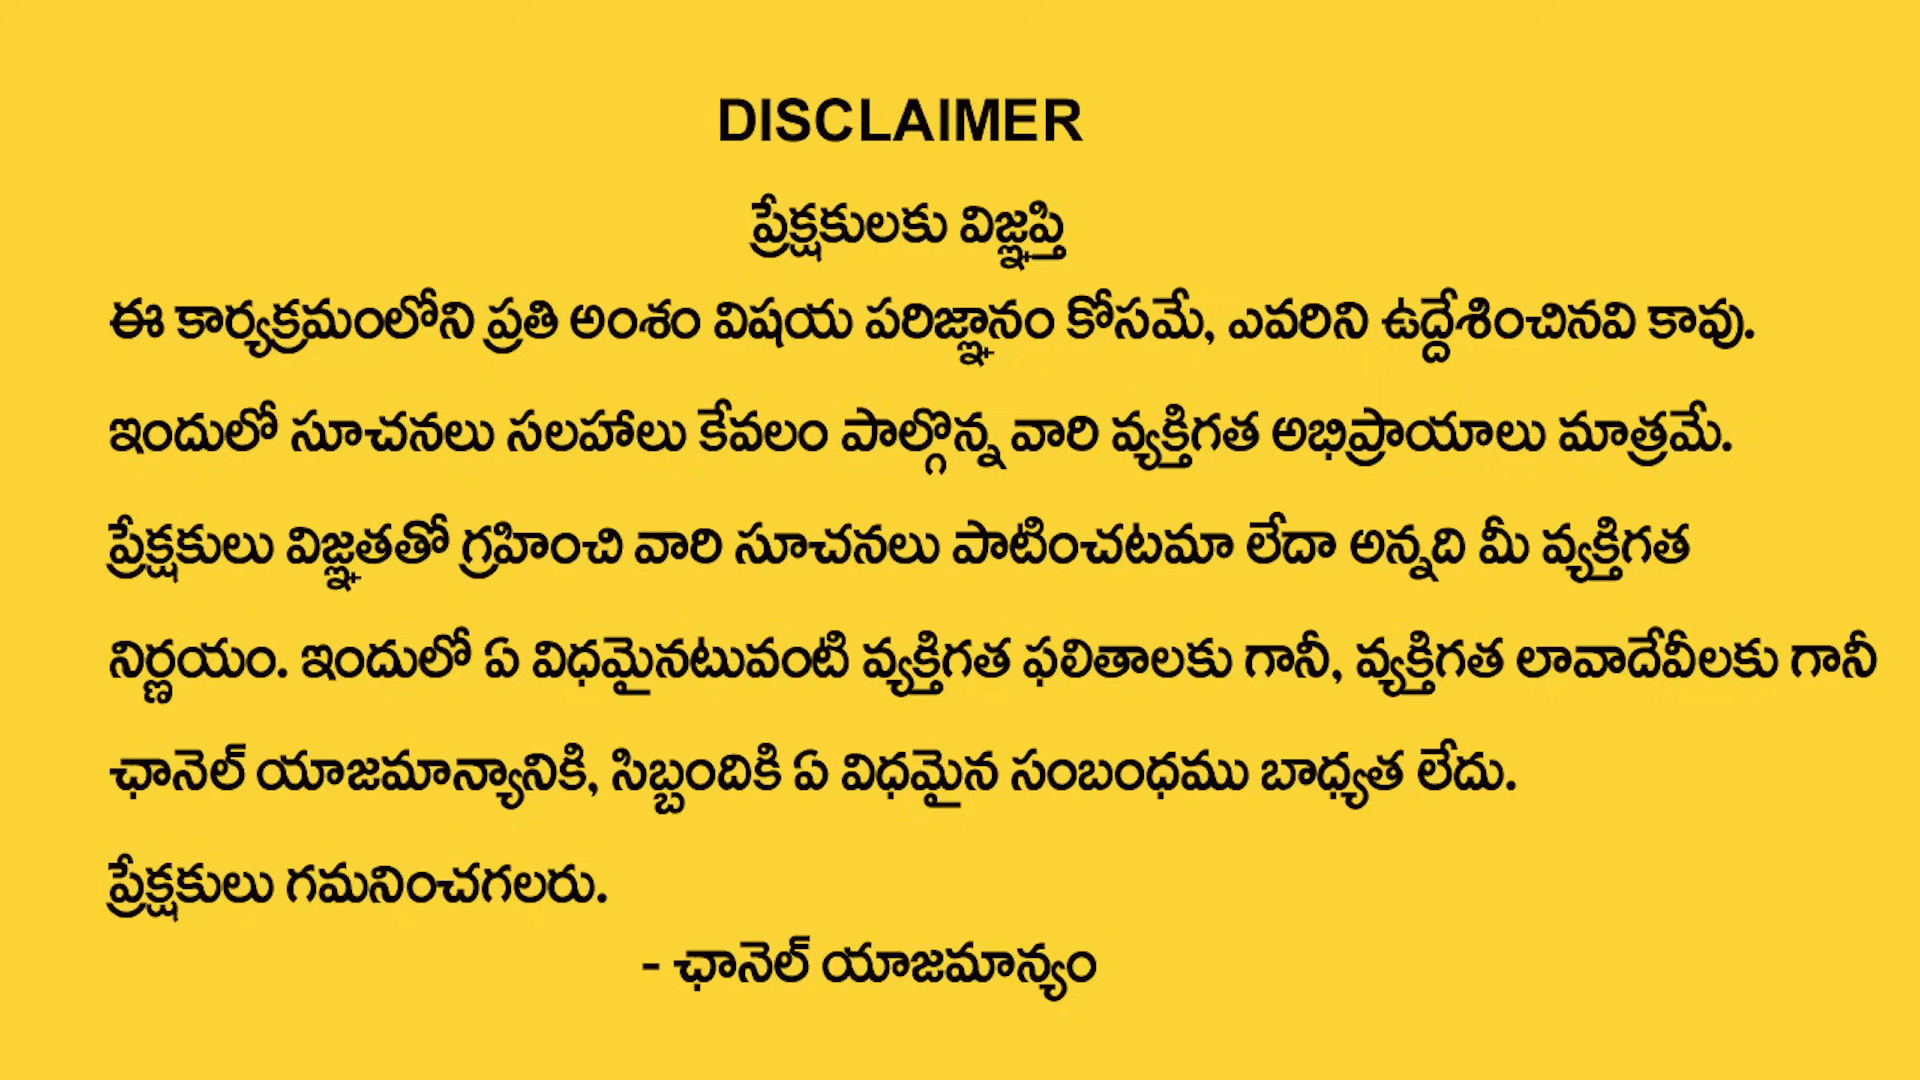 DISCLAIMER
ప్రేక్షకులకు విజ్ఞప్తి
ఈ కార్యక్రమంలోని ప్రతి అంశం విషయ పరిజ్ఞానం కోసమే, ఎవరిని ఉద్దేశించినవి కావు.
ఇందులో సూచనలు సలహాలు కేవలం పాల్గొన్న వారి వ్యక్తిగత అభిప్రాయాలు మాత్రమే.
ప్రేక్షకులు విజ్ఞతతో గ్రహించి వారి సూచనలు పాటించటమా లేదా అన్నది మీ వ్యక్తిగత
నిర్ణయం. ఇందులో ఏ విధమైనటువంటి వ్యక్తిగత ఫలితాలకు గానీ, వ్యక్తిగత లావాదేవీలకు గానీ
ఛానెల్ యాజమాన్యానికి, సిబ్బందికి ఏ విధమైన సంబంధము బాధ్యత లేదు.
ప్రేక్షకులు గమనించగలరు.
- ఛానెల్ యాజమాన్యం